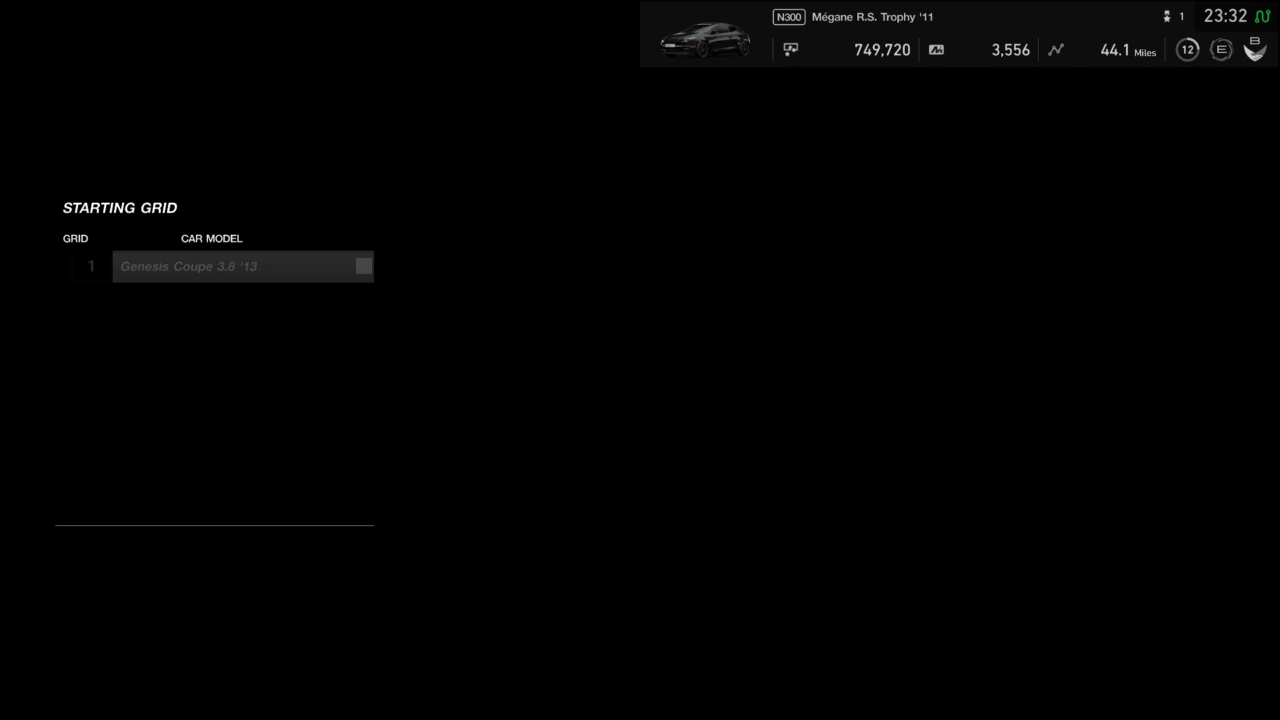 N300 Mégane R.S. Trophy '11 1 23:32
749,720 3,556 44.1 Miles 12 E B
STARTING GRID
GRID CAR MODEL
1 Genesis Coupe 3.8 '13